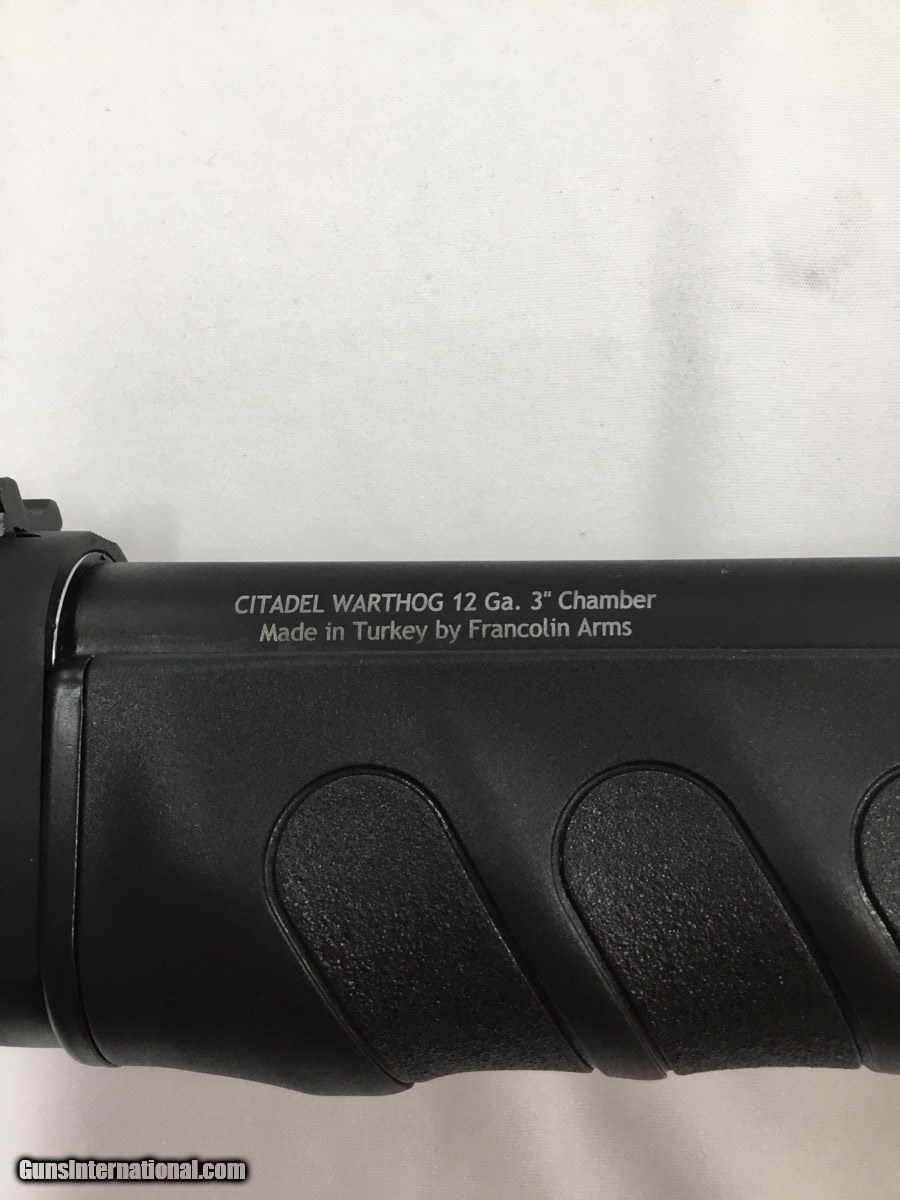 CITADEL WARTHOG 12 Ga. 3" Chamber
Made in Turkey by Francolin Arms
GunsInternational.com